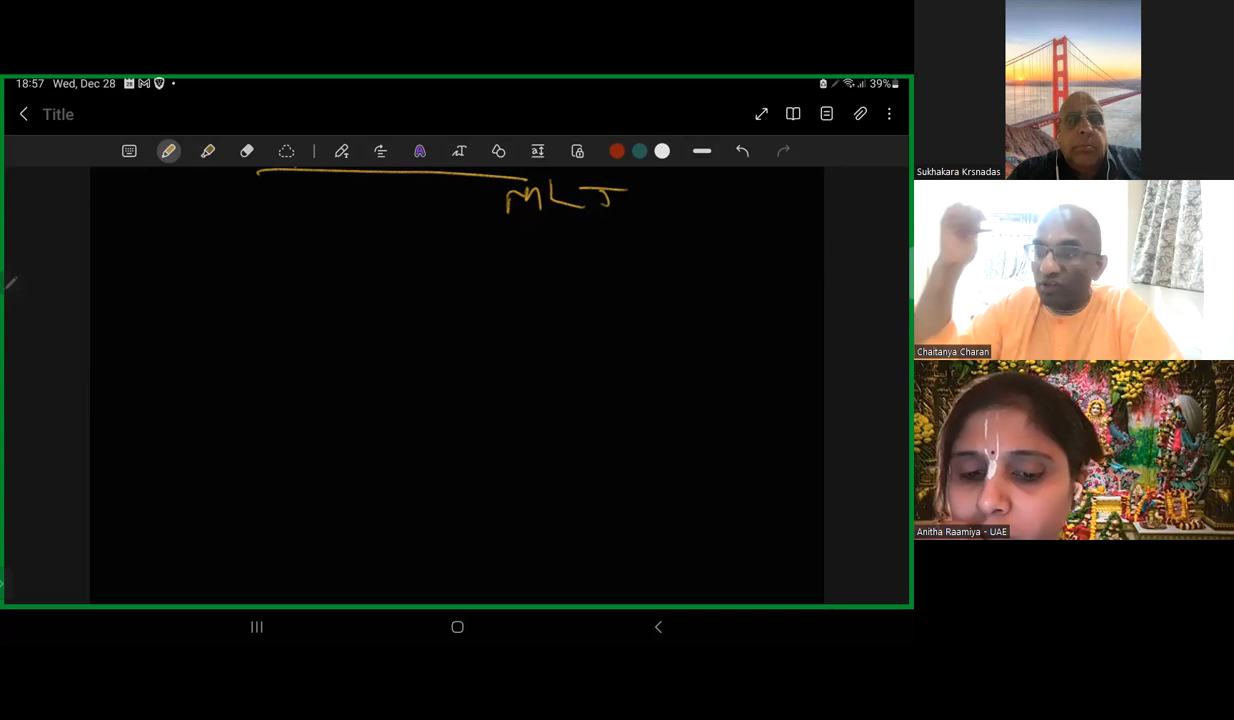 18:57 Wed, Dec 28
39%
Title
MLJ
Sukhakara Krsnadas
Chaitanya Charan
Anitha Raamiya - UAE